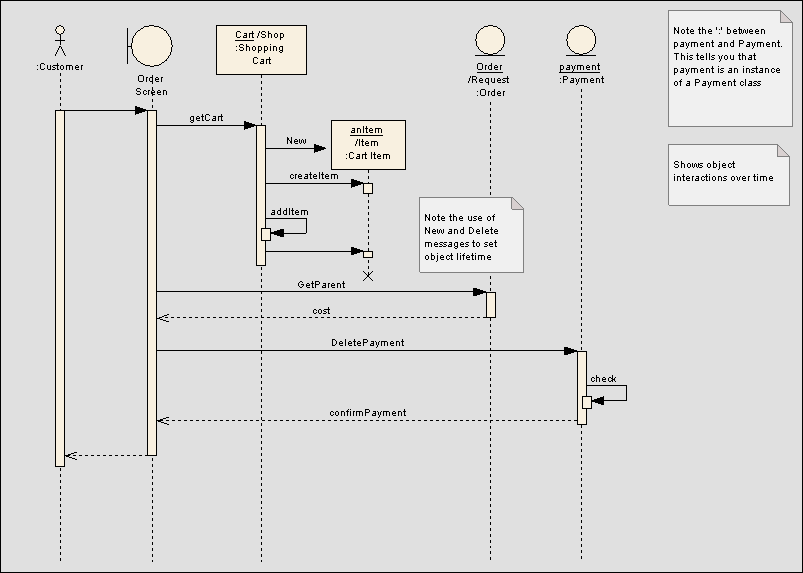 :Customer
Order
Screen
Cart /Shop
:Shopping
Cart
Order
/Request
:Order
payment
:Payment
Note the ':' between
payment and Payment.
This tells you that
payment is an instance
of a Payment class
getCart
New
anItem
/Item
:Cart Item
createItem
addItem
Shows object
interactions over time
Note the use of
New and Delete
messages to set
object lifetime
GetParent
cost
DeletePayment
check
confirmPayment